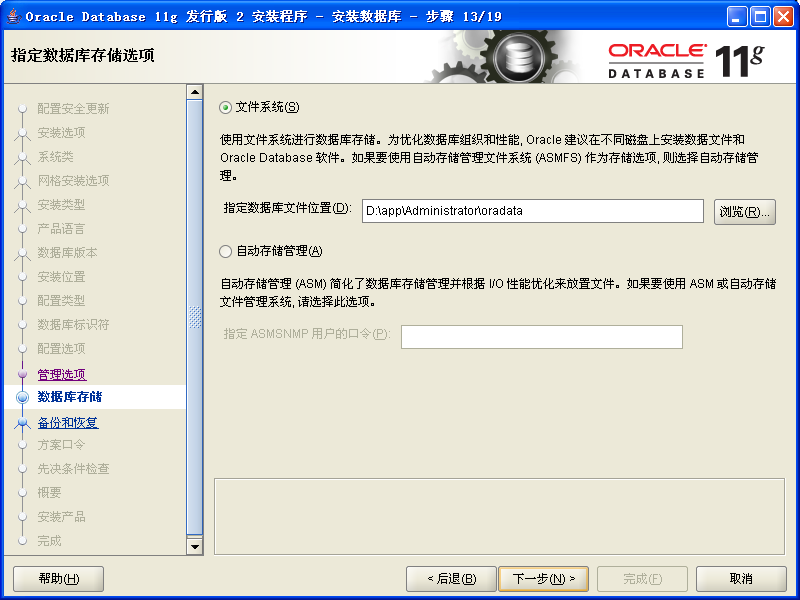 Oracle Database 11g 发行版 2 安装程序 - 安装数据库 - 步骤 13/19
指定数据库存储选项
ORACLE
DATABASE 11g
配置安全更新
安装选项
系统类
网格安装选项
安装类型
产品语言
数据库版本
安装位置
配置类型
数据库标识符
配置选项
管理选项
数据库存储
备份和恢复
方案口令
先决条件检查
概要
安装产品
完成
文件系统(S)
使用文件系统进行数据库存储。为优化数据库组织和性能, Oracle 建议在不同磁盘上安装数据文件和
Oracle Database 软件。如果要使用自动存储管理文件系统 (ASMFS) 作为存储选项, 则选择自动存储管
理。
指定数据库文件位置(D): D:\app\Administrator\oradata 浏览(R)...
自动存储管理(A)
自动存储管理 (ASM) 简化了数据库存储管理并根据 I/O 性能优化来放置文件。如果要使用 ASM 或自动存储
文件管理系统, 请选择此选项。
指定 ASMSNMP 用户的口令(P):
帮助(H) < 后退(B) 下一步(N) > 完成(F) 取消